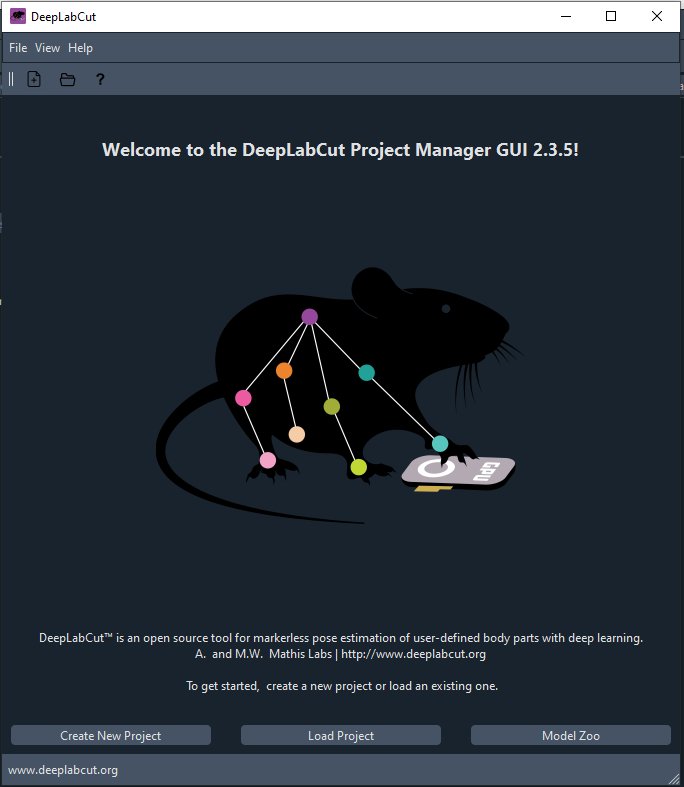 DeepLabCut
File View Help
?
Welcome to the DeepLabCut Project Manager GUI 2.3.5!
GPU
DeepLabCut™ is an open source tool for markerless pose estimation of user-defined body parts with deep learning.
A. and M.W. Mathis Labs | http://www.deeplabcut.org
To get started, create a new project or load an existing one.
Create New Project Load Project Model Zoo
www.deeplabcut.org